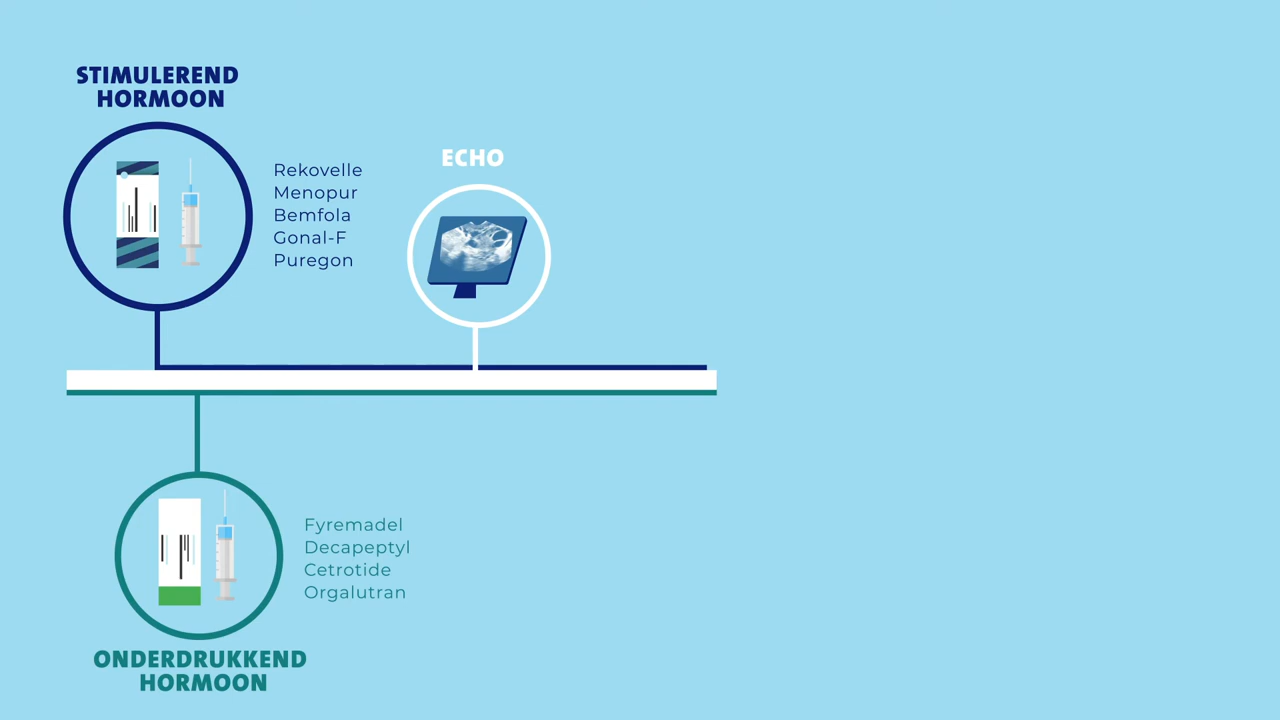 STIMULEREND
HORMOON
Rekovelle
Menopur
Bemfola
Gonal-F
Puregon
ECHO
Fyremadel
Decapeptyl
Cetrotide
Orgalutran
ONDERDRUKKEND
HORMOON